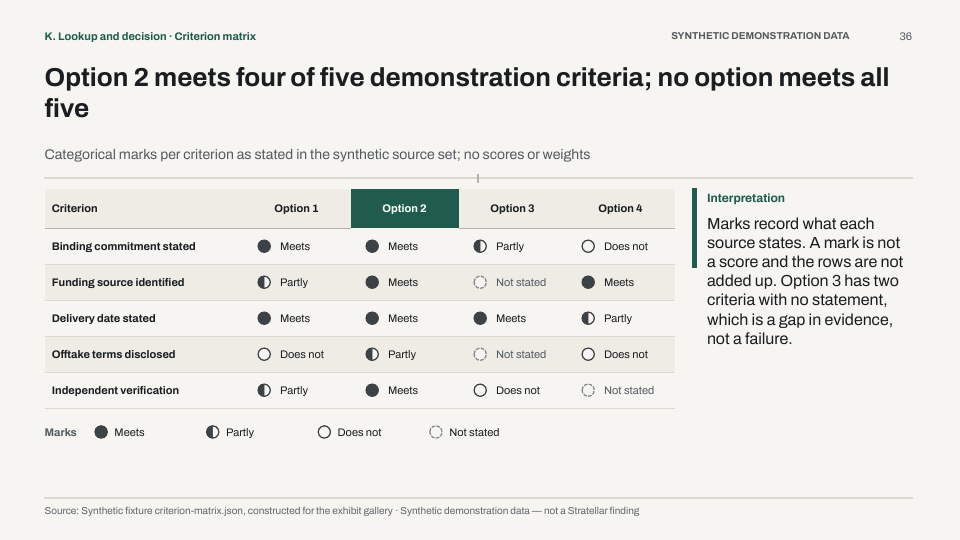 K. Lookup and decision · Criterion matrix
SYNTHETIC DEMONSTRATION DATA
36
Option 2 meets four of five demonstration criteria; no option meets all
five
Categorical marks per criterion as stated in the synthetic source set; no scores or weights
Criterion Option 1 Option 2 Option 3 Option 4
Binding commitment stated Meets Meets Partly Does not
Funding source identified Partly Meets Not stated Meets
Delivery date stated Meets Meets Meets Partly
Offtake terms disclosed Does not Partly Not stated Does not
Independent verification Partly Meets Does not Not stated
Marks Meets Partly Does not Not stated
Interpretation
Marks record what each
source states. A mark is not
a score and the rows are not
added up. Option 3 has two
criteria with no statement,
which is a gap in evidence,
not a failure.
Source: Synthetic fixture criterion-matrix.json, constructed for the exhibit gallery · Synthetic demonstration data — not a Stratellar finding